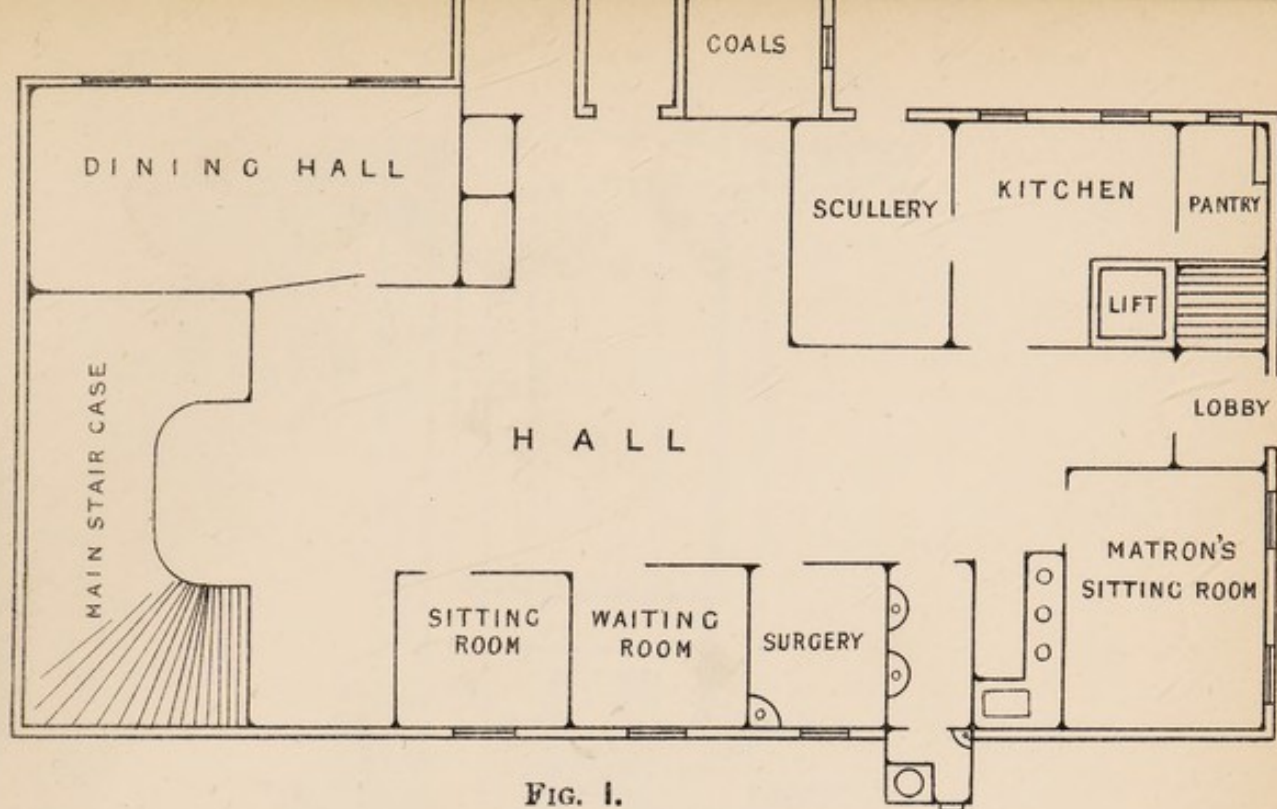 COALS
DINING HALL
SCULLERY
KITCHEN
PANTRY
LIFT
LOBBY
HALL
MAIN STAIR CASE
MATRON'S
SITTING ROOM
SITTING
ROOM
WAITING
ROOM
SURGERY
FIG. 1.